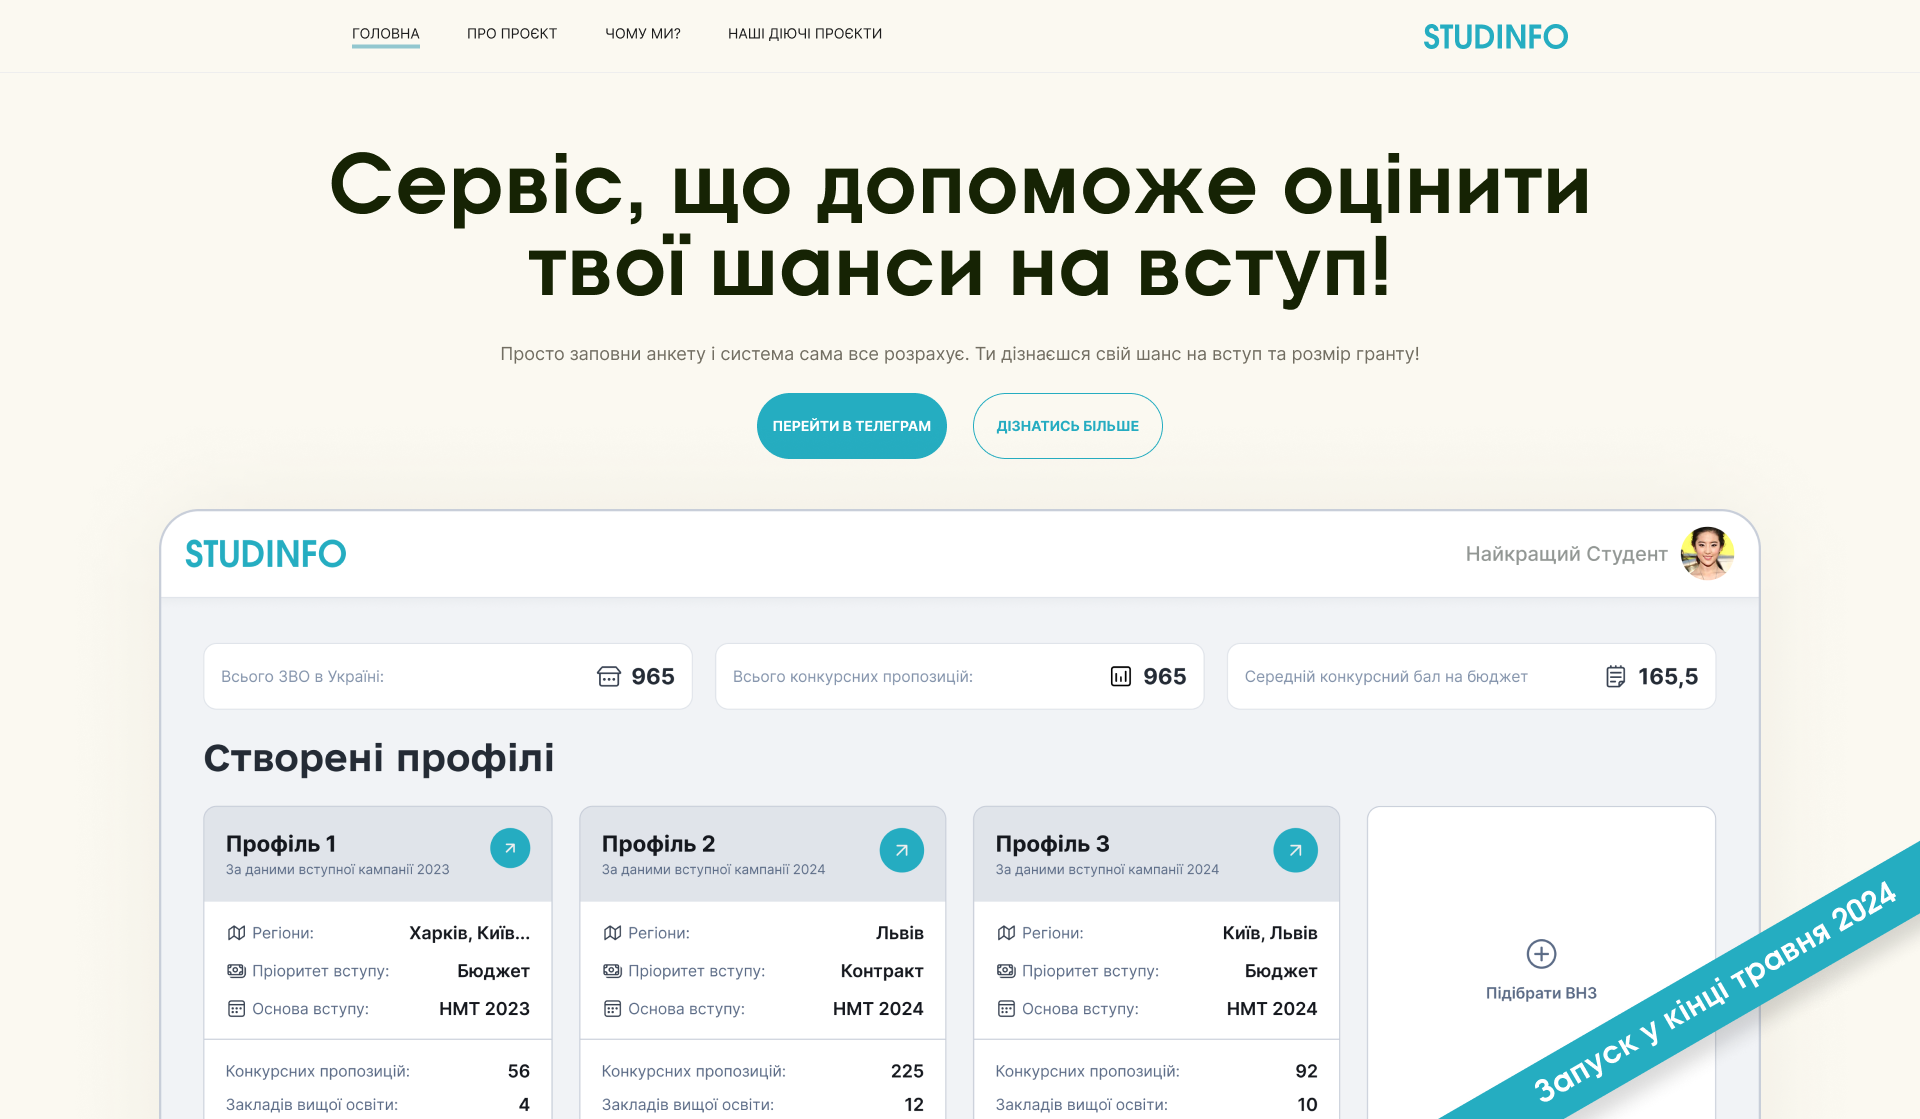 ГОЛОВНА
ПРО ПРОЄКТ
ЧОМУ МИ?
НАШІ ДІЮЧІ ПРОЄКТИ
STUDINFO
Сервіс, що допоможе оцінити
твої шанси на вступ!
Просто заповни анкету і система сама все розрахує. Ти дізнаєшся свій шанс на вступ та розмір гранту!
ПЕРЕЙТИ В ТЕЛЕГРАМ
ДІЗНАТИСЬ БІЛЬШЕ
STUDINFO
Найкращий Студент
Всього ЗВО в Україні:
965
Всього конкурсних пропозицій:
965
Середній конкурсний бал на бюджет
165,5
Створені профілі
Профіль 1
За даними вступної кампанії 2023
Регіони:
Харків, Київ...
Пріоритет вступу:
Бюджет
Основа вступу:
НМТ 2023
Конкурсних пропозицій:
56
Закладів вищої освіти:
4
Профіль 2
За даними вступної кампанії 2024
Регіони:
Львів
Пріоритет вступу:
Контракт
Основа вступу:
НМТ 2024
Конкурсних пропозицій:
225
Закладів вищої освіти:
12
Профіль 3
За даними вступної кампанії 2024
Регіони:
Київ, Львів
Пріоритет вступу:
Бюджет
Основа вступу:
НМТ 2024
Конкурсних пропозицій:
92
Закладів вищої освіти:
10
Підібрати ВНЗ
Запуск у кінці травня 2024